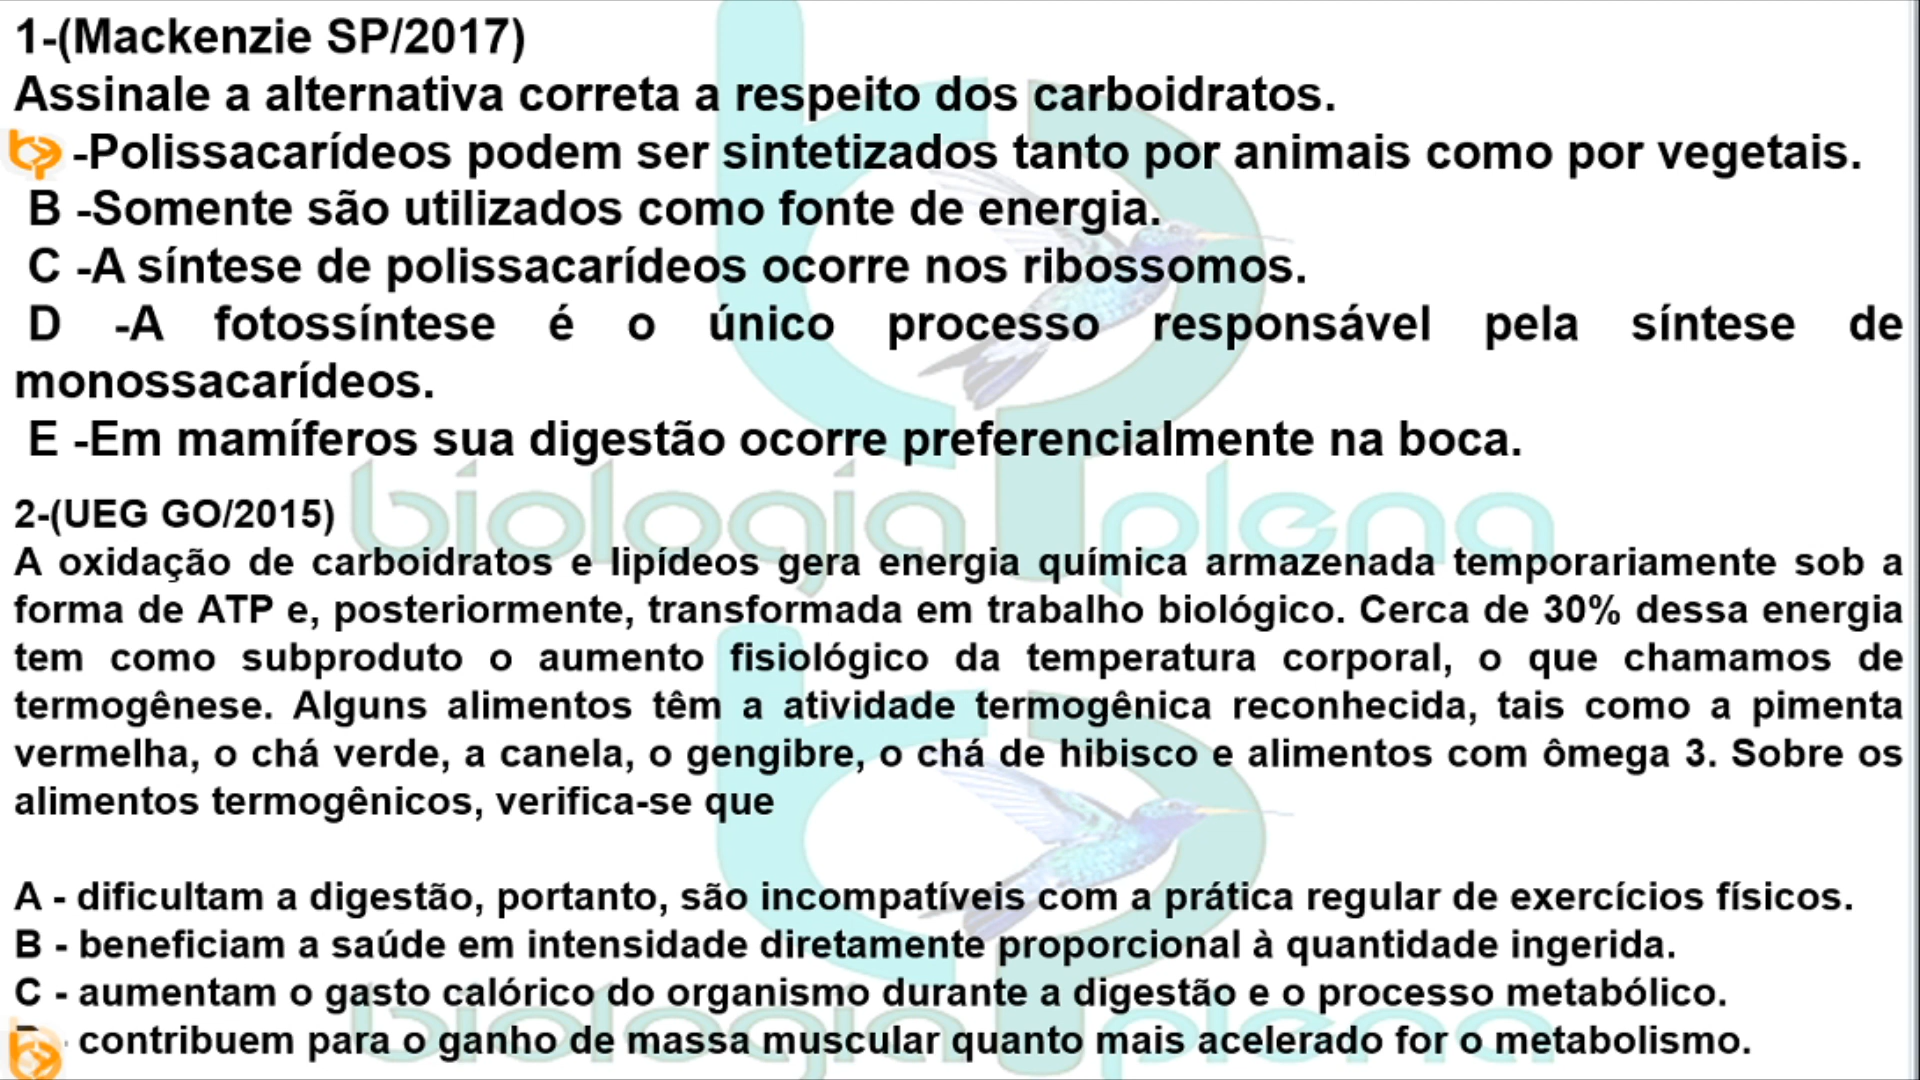 1-(Mackenzie SP/2017)
Assinale a alternativa correta a respeito dos carboidratos.
-Polissacarídeos podem ser sintetizados tanto por animais como por vegetais.
B -Somente são utilizados como fonte de energia.
C -A síntese de polissacarídeos ocorre nos ribossomos.
D -A fotossíntese é o único processo responsável pela síntese de
monossacarídeos.
E -Em mamíferos sua digestão ocorre preferencialmente na boca.
biologia plena
2-(UEG GO/2015)
A oxidação de carboidratos e lipídeos gera energia química armazenada temporariamente sob a
forma de ATP e, posteriormente, transformada em trabalho biológico. Cerca de 30% dessa energia
tem como subproduto o aumento fisiológico da temperatura corporal, o que chamamos de
termogênese. Alguns alimentos têm a atividade termogênica reconhecida, tais como a pimenta
vermelha, o chá verde, a canela, o gengibre, o chá de hibisco e alimentos com ômega 3. Sobre os
alimentos termogênicos, verifica-se que
A - dificultam a digestão, portanto, são incompatíveis com a prática regular de exercícios físicos.
B - beneficiam a saúde em intensidade diretamente proporcional à quantidade ingerida.
C - aumentam o gasto calórico do organismo durante a digestão e o processo metabólico.
contribuem para o ganho de massa muscular quanto mais acelerado for o metabolismo.
biologia plena